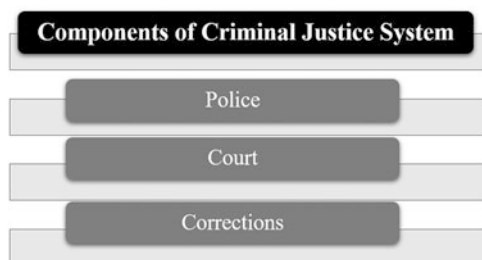 Components of Criminal Justice System
Police
Court
Corrections